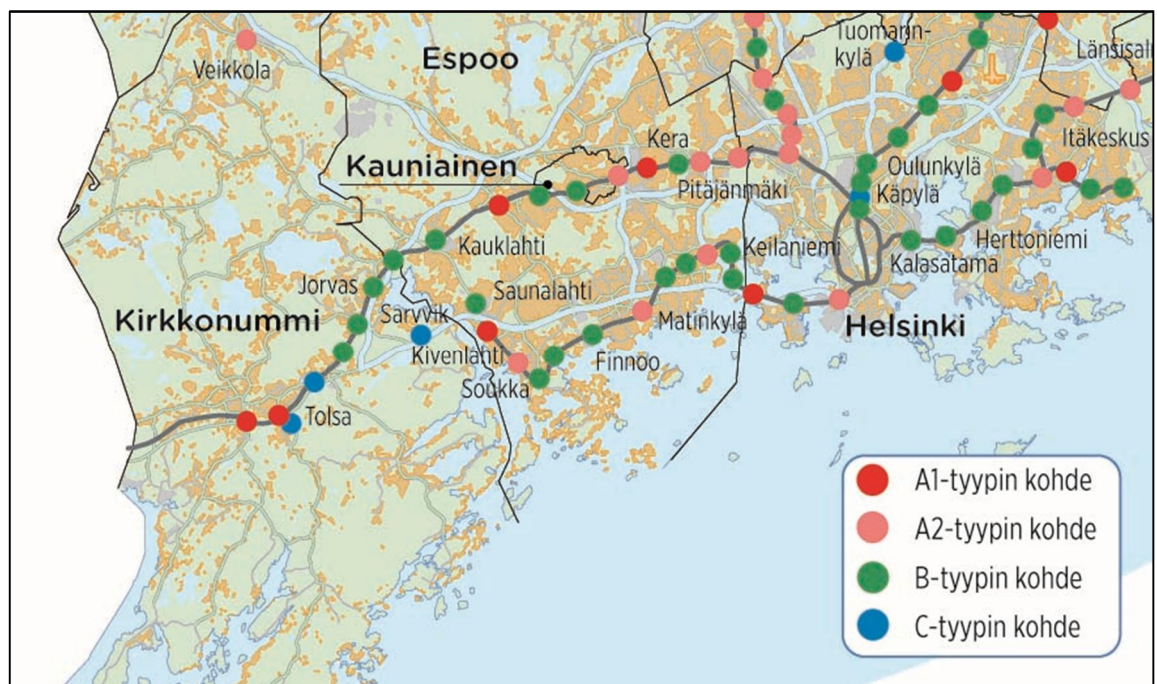 Tuomarin-
kylä
Länsisal
Veikkola
Espoo
Kera
Itäkeskus
Kauniainen
Pitäjänmäki
Oulunkylä
Käpylä
Kauklahti
Keilaniemi
Herttoniemi
Kalasatama
Jorvas
Saunalahti
Sarvvik
Kirkkonummi
Matinkylä
Helsinki
Kivenlahti
Finnoo
Soukka
Tolsa
A1-tyypin kohde
A2-tyypin kohde
B-tyypin kohde
C-tyypin kohde